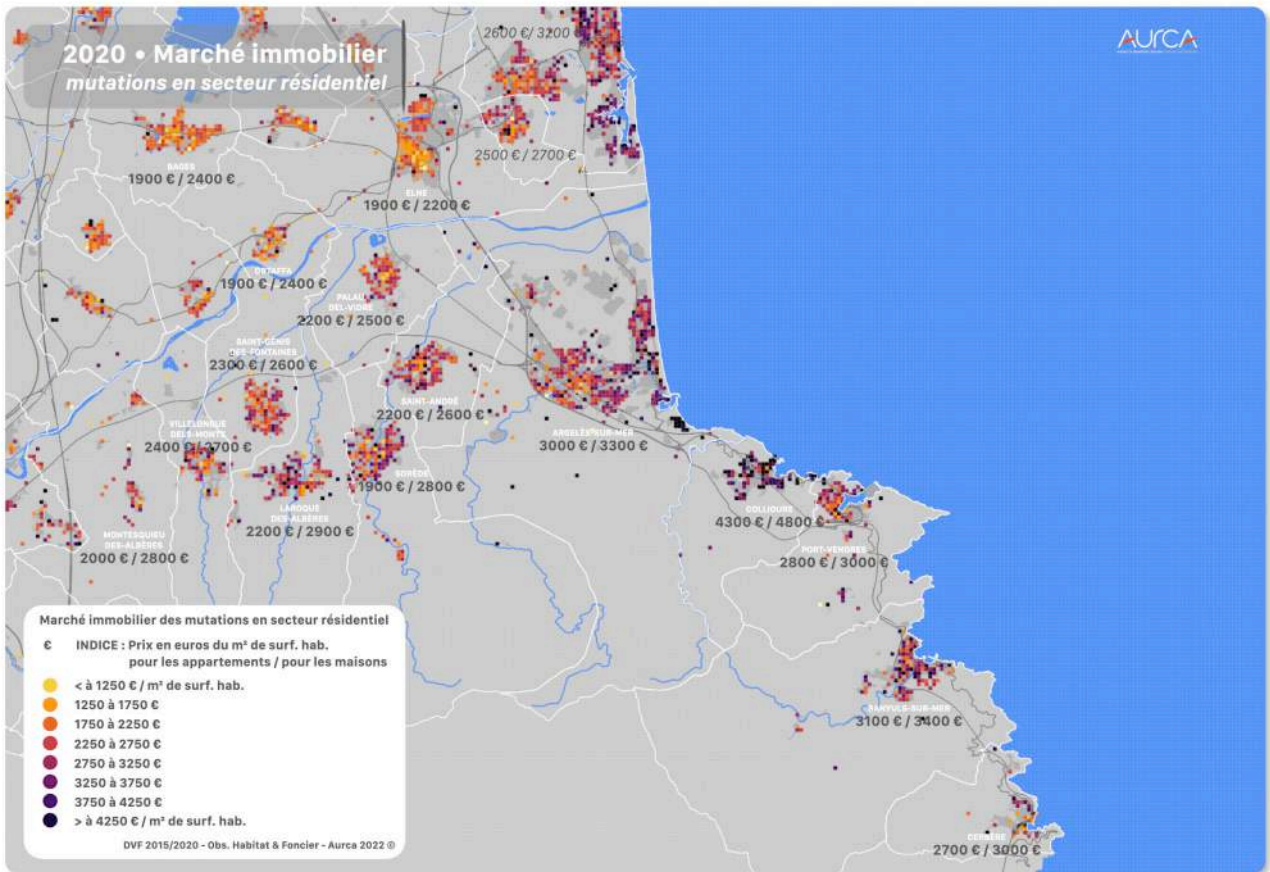 2020 • Marché immobilier
mutations en secteur résidentiel
AURCA
2600 € / 3200 €
2500 € / 2700 €
BAGES
1900 € / 2400 €
ELNE
1900 € / 2200 €
ORTAFFA
1900 € / 2400 €
PALAU
DEL-VIDRE
2200 € / 2500 €
SAINT-GÉNIS
DES-FONTAINES
2300 € / 2600 €
SAINT-ANDRÉ
2200 € / 2600 €
ARGELÈS-SUR-MER
3000 € / 3300 €
VILLELONGUE
DELS-MONTS
2400 € / 2700 €
SORÈDE
1900 € / 2800 €
LAROQUE
DES-ALBÈRES
2200 € / 2900 €
MONTESQUIEU
DES-ALBÈRES
2000 € / 2800 €
COLLIOURE
4300 € / 4800 €
PORT-VENDRES
2800 € / 3000 €
BANYULS-SUR-MER
3100 € / 3400 €
CERBÈRE
2700 € / 3000 €
Marché immobilier des mutations en secteur résidentiel
€ INDICE : Prix en euros du m² de surf. hab.
pour les appartements / pour les maisons
< à 1250 € / m² de surf. hab.
1250 à 1750 €
1750 à 2250 €
2250 à 2750 €
2750 à 3250 €
3250 à 3750 €
3750 à 4250 €
> à 4250 € / m² de surf. hab.
DVF 2015/2020 - Obs. Habitat & Foncier - Aurca 2022 ©